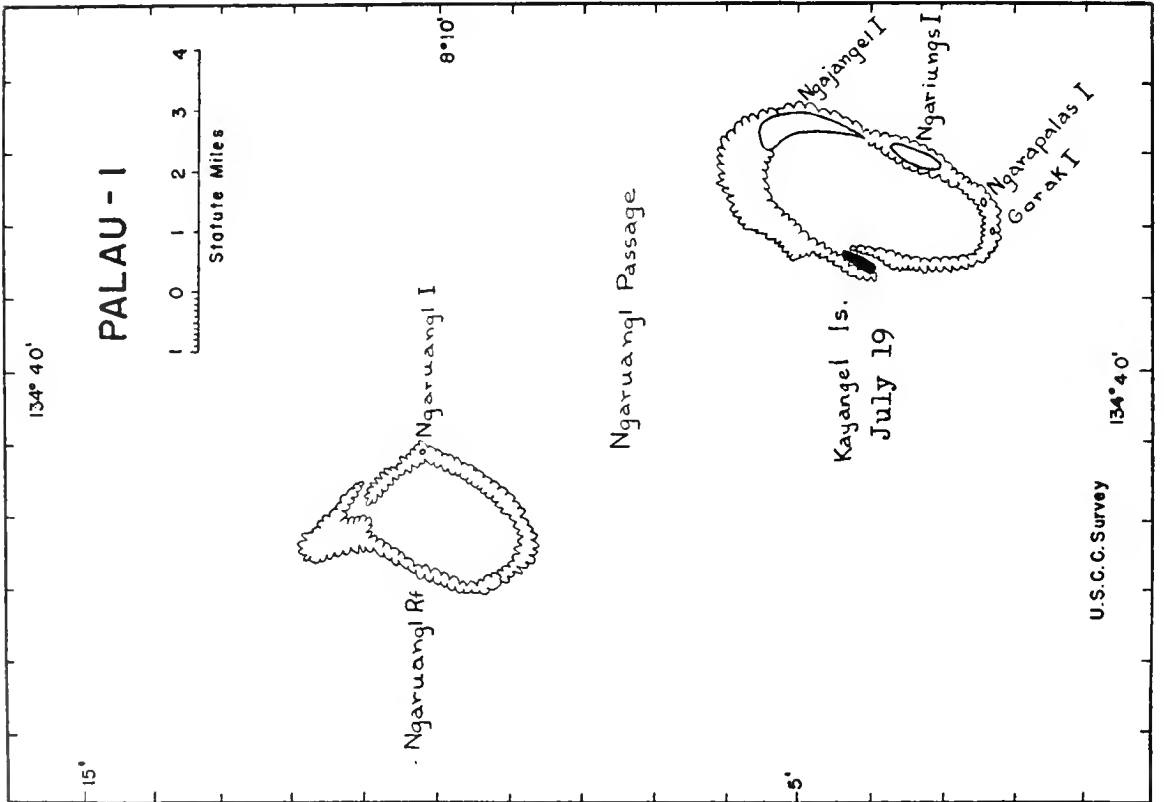 PALAU - I
1 0 1 2 3 4
Statute Miles
134° 40'
15'
8°10'
5'
Ngaruangl I
Ngaruangl Rf
Ngaruangl Passage
Kayangel Is.
July 19
Ngajangel I
Ngariungs I
Ngarapalas I
Gorak I
U.S.C.C. Survey
134° 40'